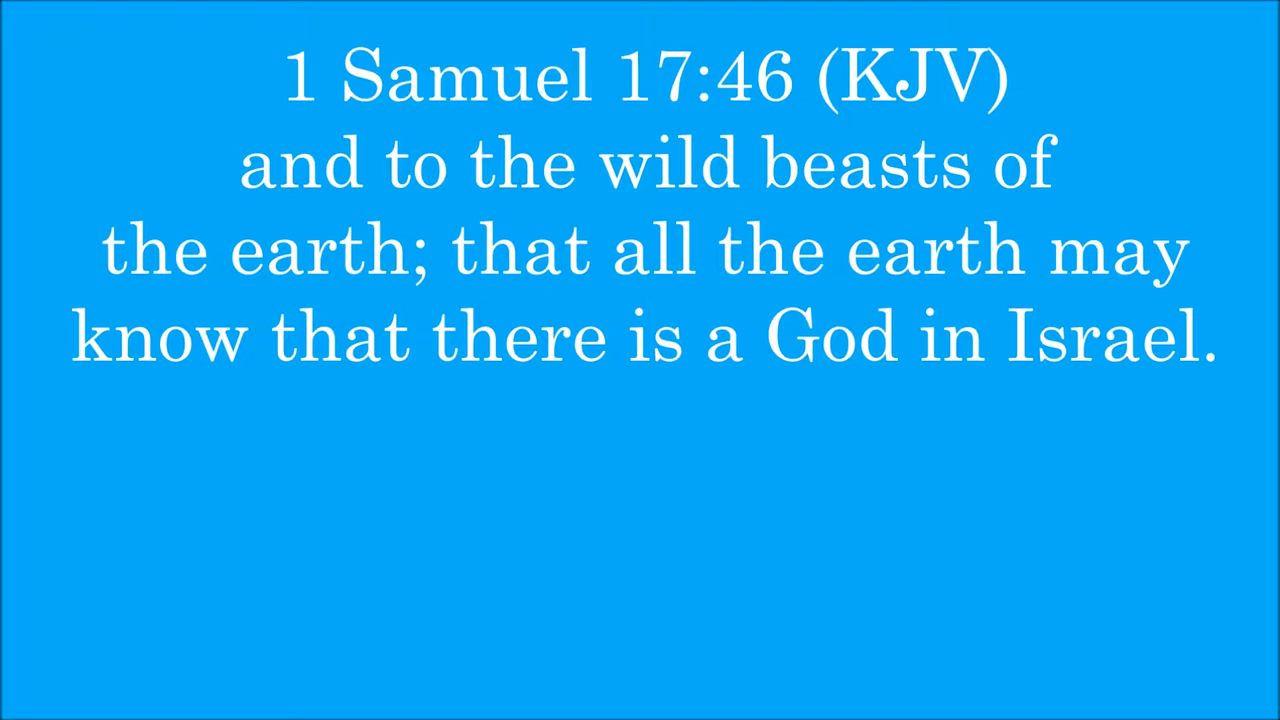 1 Samuel 17:46 (KJV)
and to the wild beasts of
the earth; that all the earth may
know that there is a God in Israel.